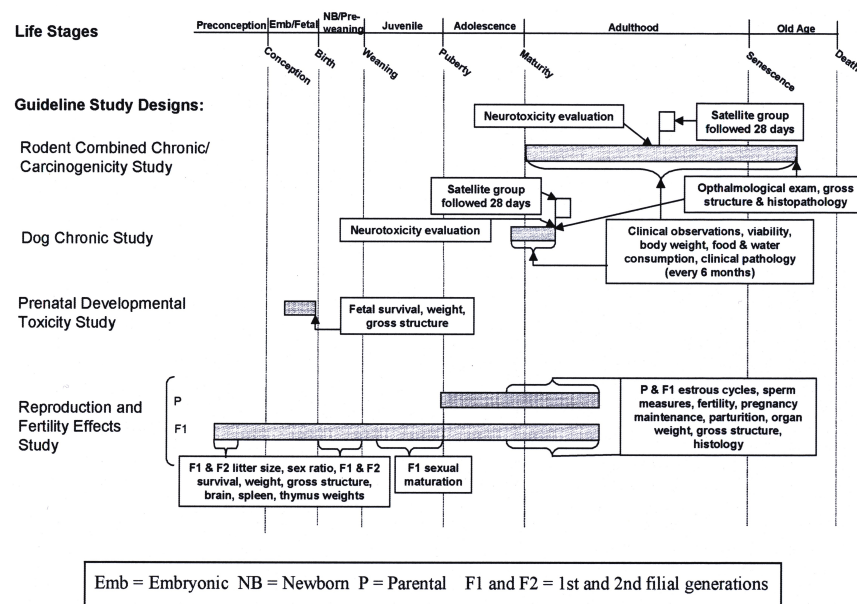 Life Stages
Preconception
Emb/Fetal
NB/Pre-
weaning
Juvenile
Adolescence
Adulthood
Old Age
Conception
Birth
Weaning
Puberty
Maturity
Senescence
Death
Guideline Study Designs:
Rodent Combined Chronic/
Carcinogenicity Study
Neurotoxicity evaluation
Satellite group
followed 28 days
Opthalmological exam, gross
structure & histopathology
Satellite group
followed 28 days
Dog Chronic Study
Neurotoxicity evaluation
Clinical observations, viability,
body weight, food & water
consumption, clinical pathology
(every 6 months)
Prenatal Developmental
Toxicity Study
Fetal survival, weight,
gross structure
Reproduction and
Fertility Effects
Study
P
F1
P & F1 estrous cycles, sperm
measures, fertility, pregnancy
maintenance, parturition, organ
weight, gross structure,
histology
F1 & F2 litter size, sex ratio, F1 & F2
survival, weight, gross structure,
brain, spleen, thymus weights
F1 sexual
maturation
Emb = Embryonic NB = Newborn P = Parental F1 and F2 = 1st and 2nd filial generations